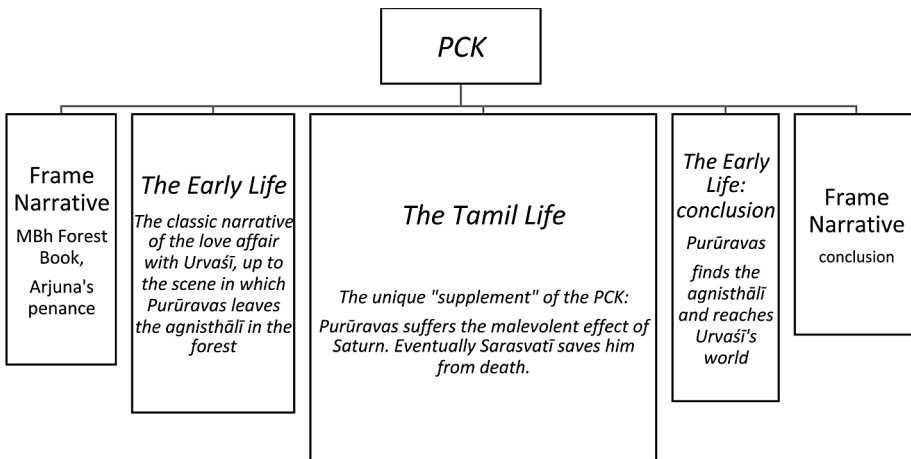 PCK
Frame
Narrative
MBh Forest
Book,
Arjuna's
penance
The Early Life
The classic narrative
of the love affair
with Urvaśī, up to
the scene in which
Purūravas leaves
the agnisthālī in the
forest
The Tamil Life
The unique "supplement" of the PCK:
Purūravas suffers the malevolent effect of
Saturn. Eventually Sarasvatī saves him
from death.
The Early
Life:
conclusion
Purūravas
finds the
agnisthālī
and reaches
Urvaśī's
world
Frame
Narrative
conclusion